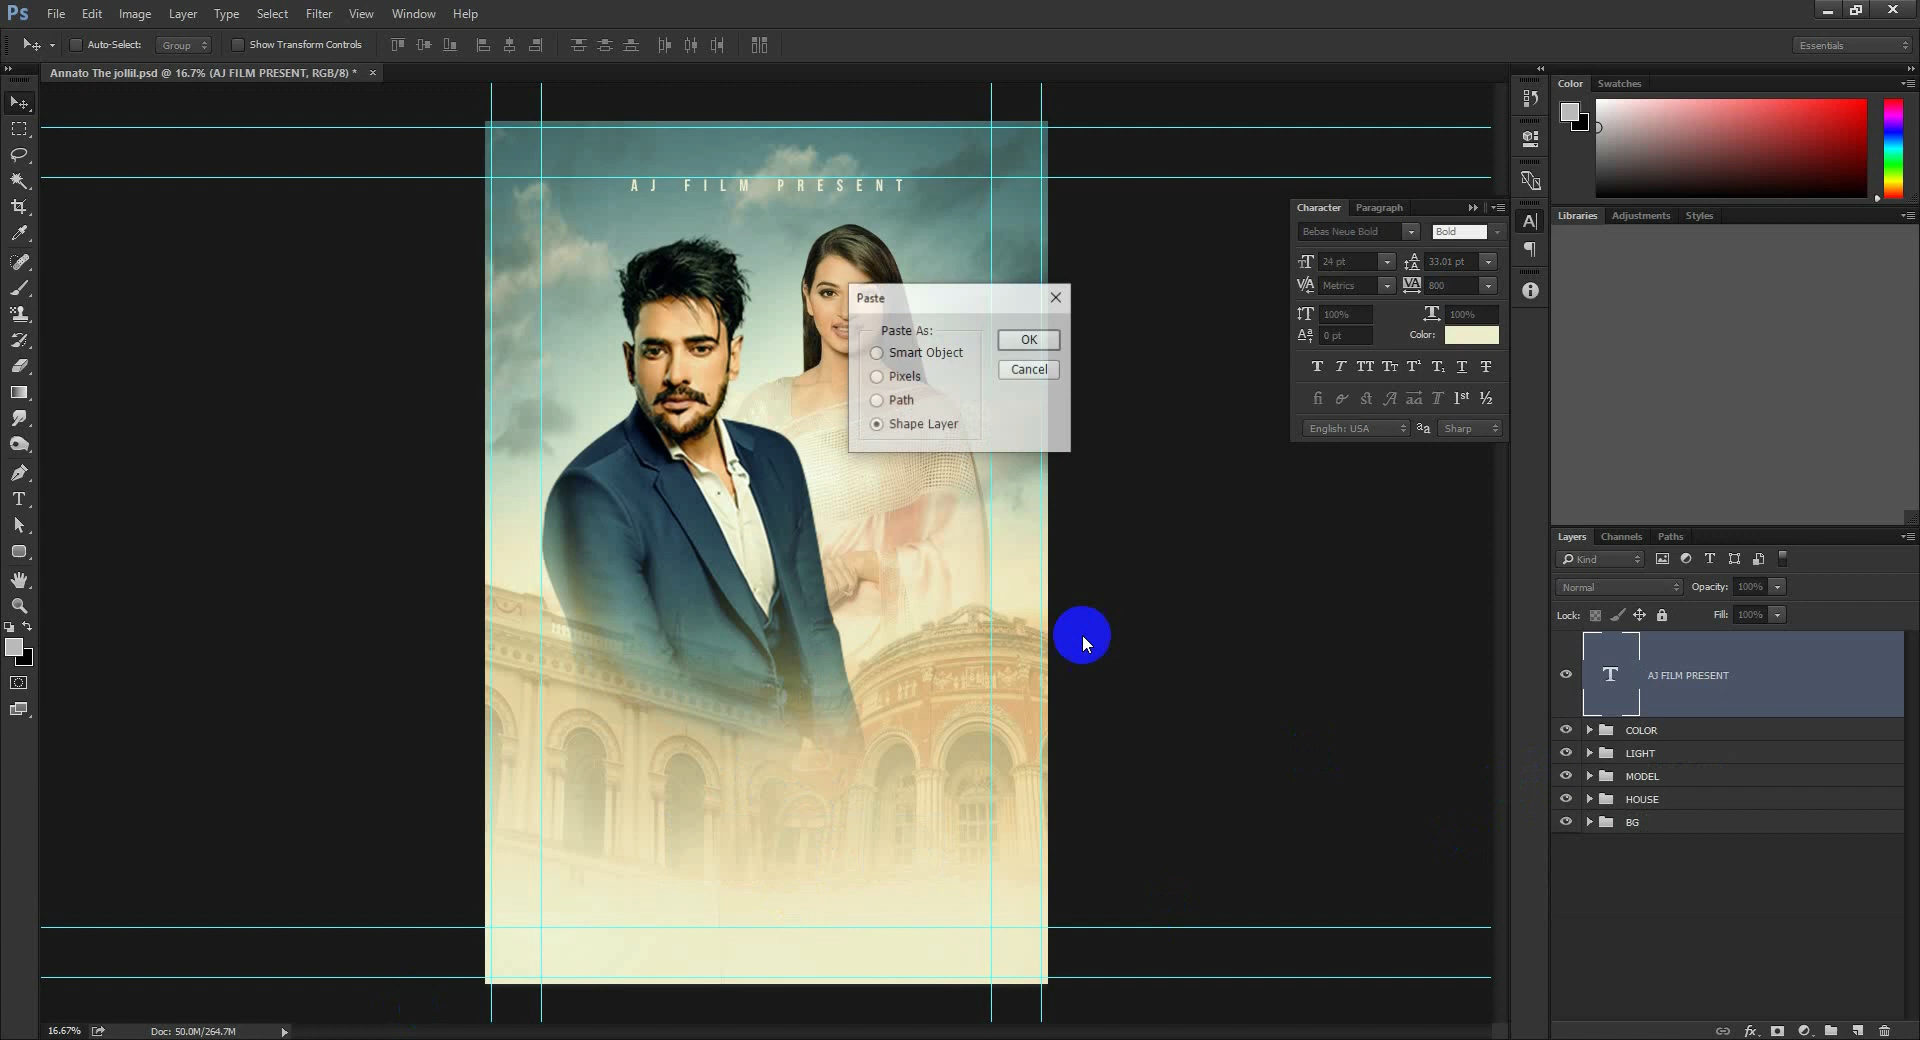 Ps File Edit Image Layer Type Select Filter View Window Help
Auto-Select: Group Show Transform Controls Essentials
Annato The jollil.psd @ 16.7% (AJ FILM PRESENT, RGB/8) * ×
Color Swatches
AJ FILM PRESENT
Character Paragraph
Bebas Neue Bold Bold
24 pt 33.01 pt
Metrics 800
100% 100%
0 pt Color:
English: USA Sharp
Libraries Adjustments Styles
Paste
Paste As:
Smart Object
Pixels
Path
Shape Layer
OK
Cancel
Layers Channels Paths
Kind
Normal Opacity: 100%
Lock: Fill: 100%
AJ FILM PRESENT
COLOR
LIGHT
MODEL
HOUSE
BG
16.67% Doc: 50.0M/264.7M